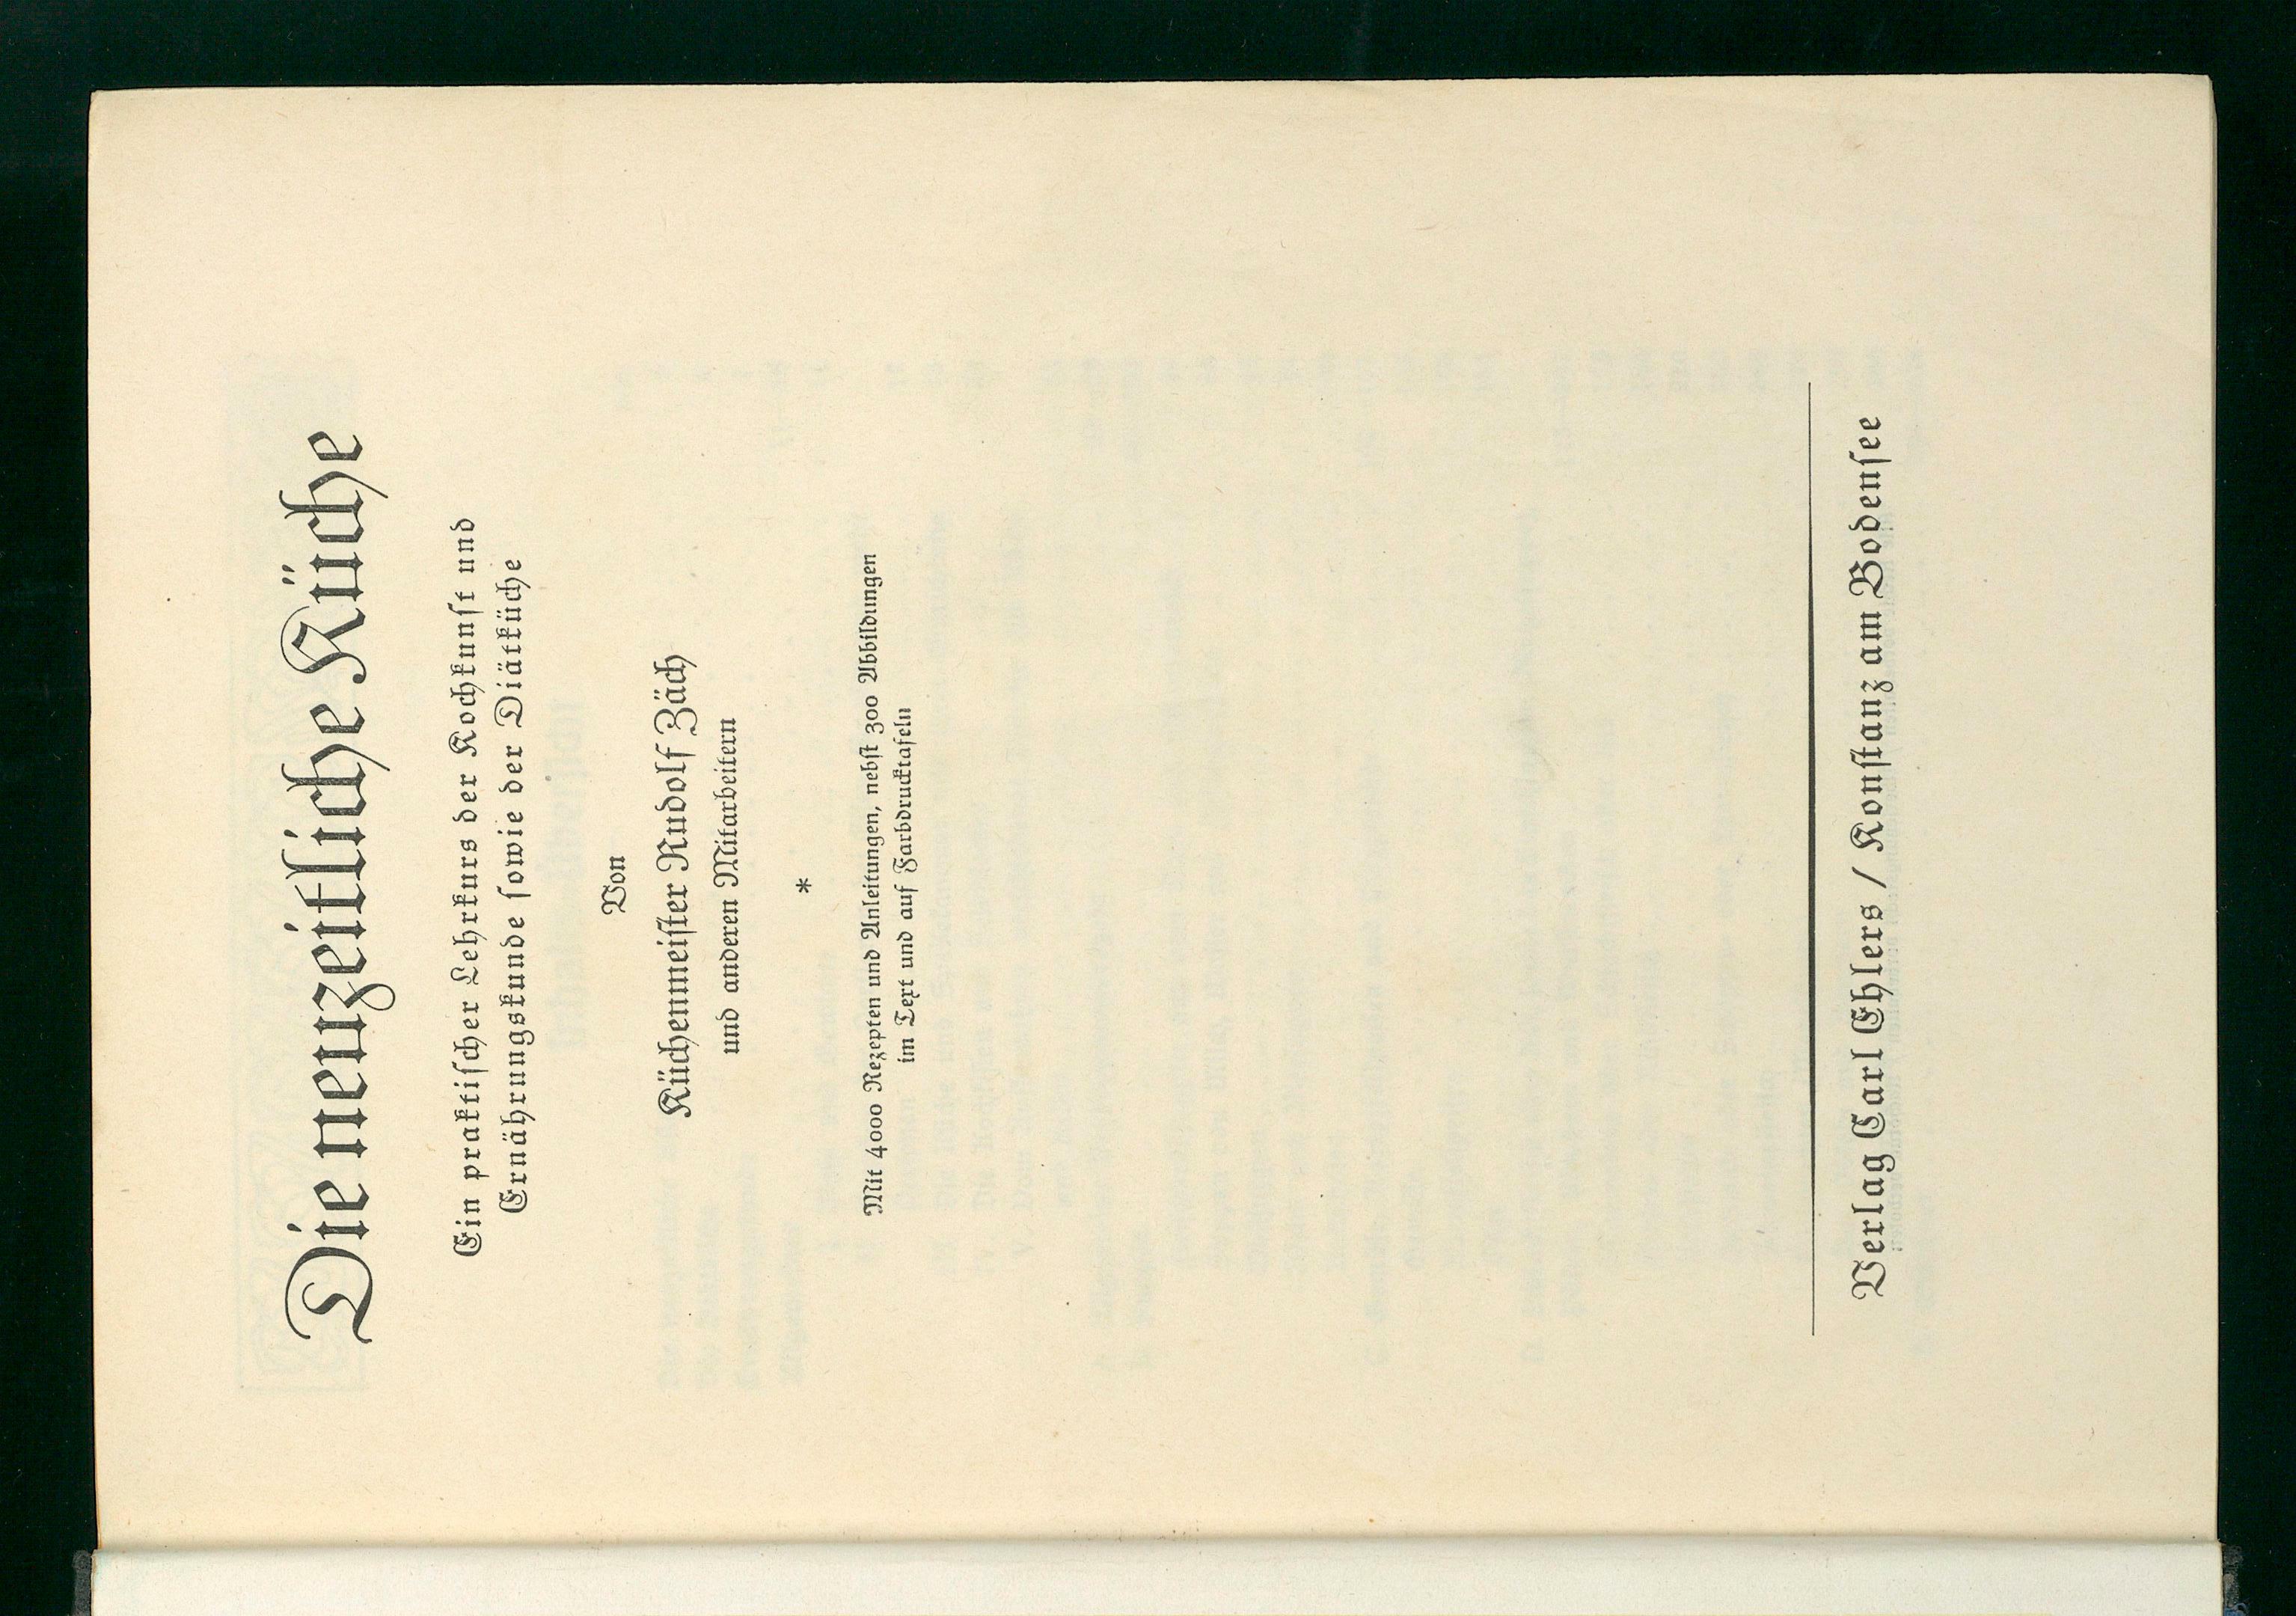 Die neuzeitliche Küche
Ein praktiſcher Lehrkurs der Kochkunſt und
Ernährungskunde ſowie der Diätküche
Von
Küchenmeiſter Rudolf Zäch
und anderen Mitarbeitern
*
Mit 4000 Rezepten und Anleitungen, nebſt 300 Abbildungen
im Text und auf Farbdrucktafeln
Verlag Carl Ehlers / Konſtanz am Bodenſee